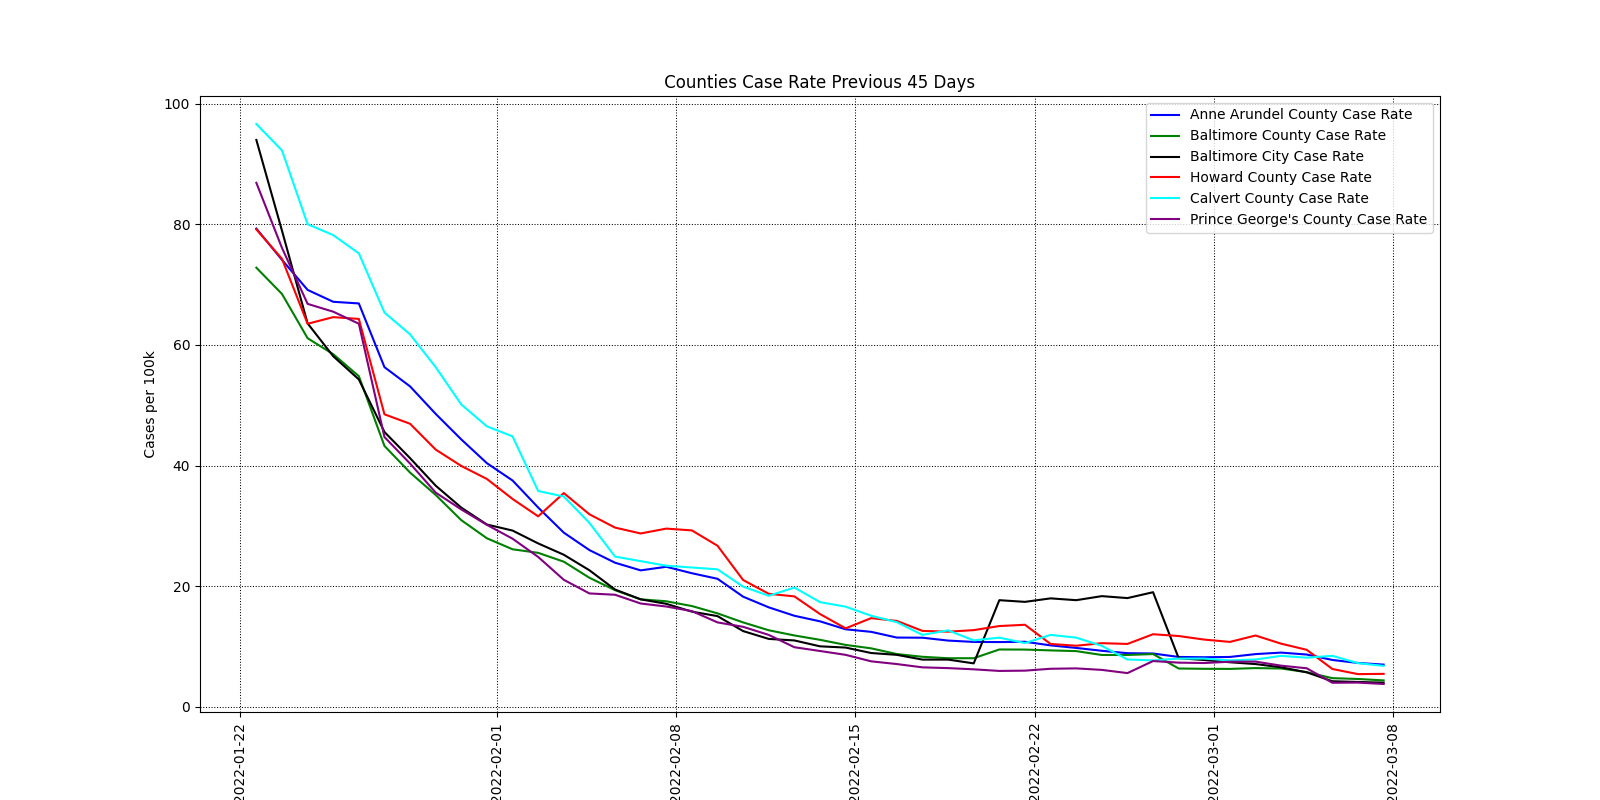 Counties Case Rate Previous 45 Days
100
80
60
40
20
0
Cases per 100k
Anne Arundel County Case Rate
Baltimore County Case Rate
Baltimore City Case Rate
Howard County Case Rate
Calvert County Case Rate
Prince George's County Case Rate
2022-01-22
2022-02-01
2022-02-08
2022-02-15
2022-02-22
2022-03-01
2022-03-08